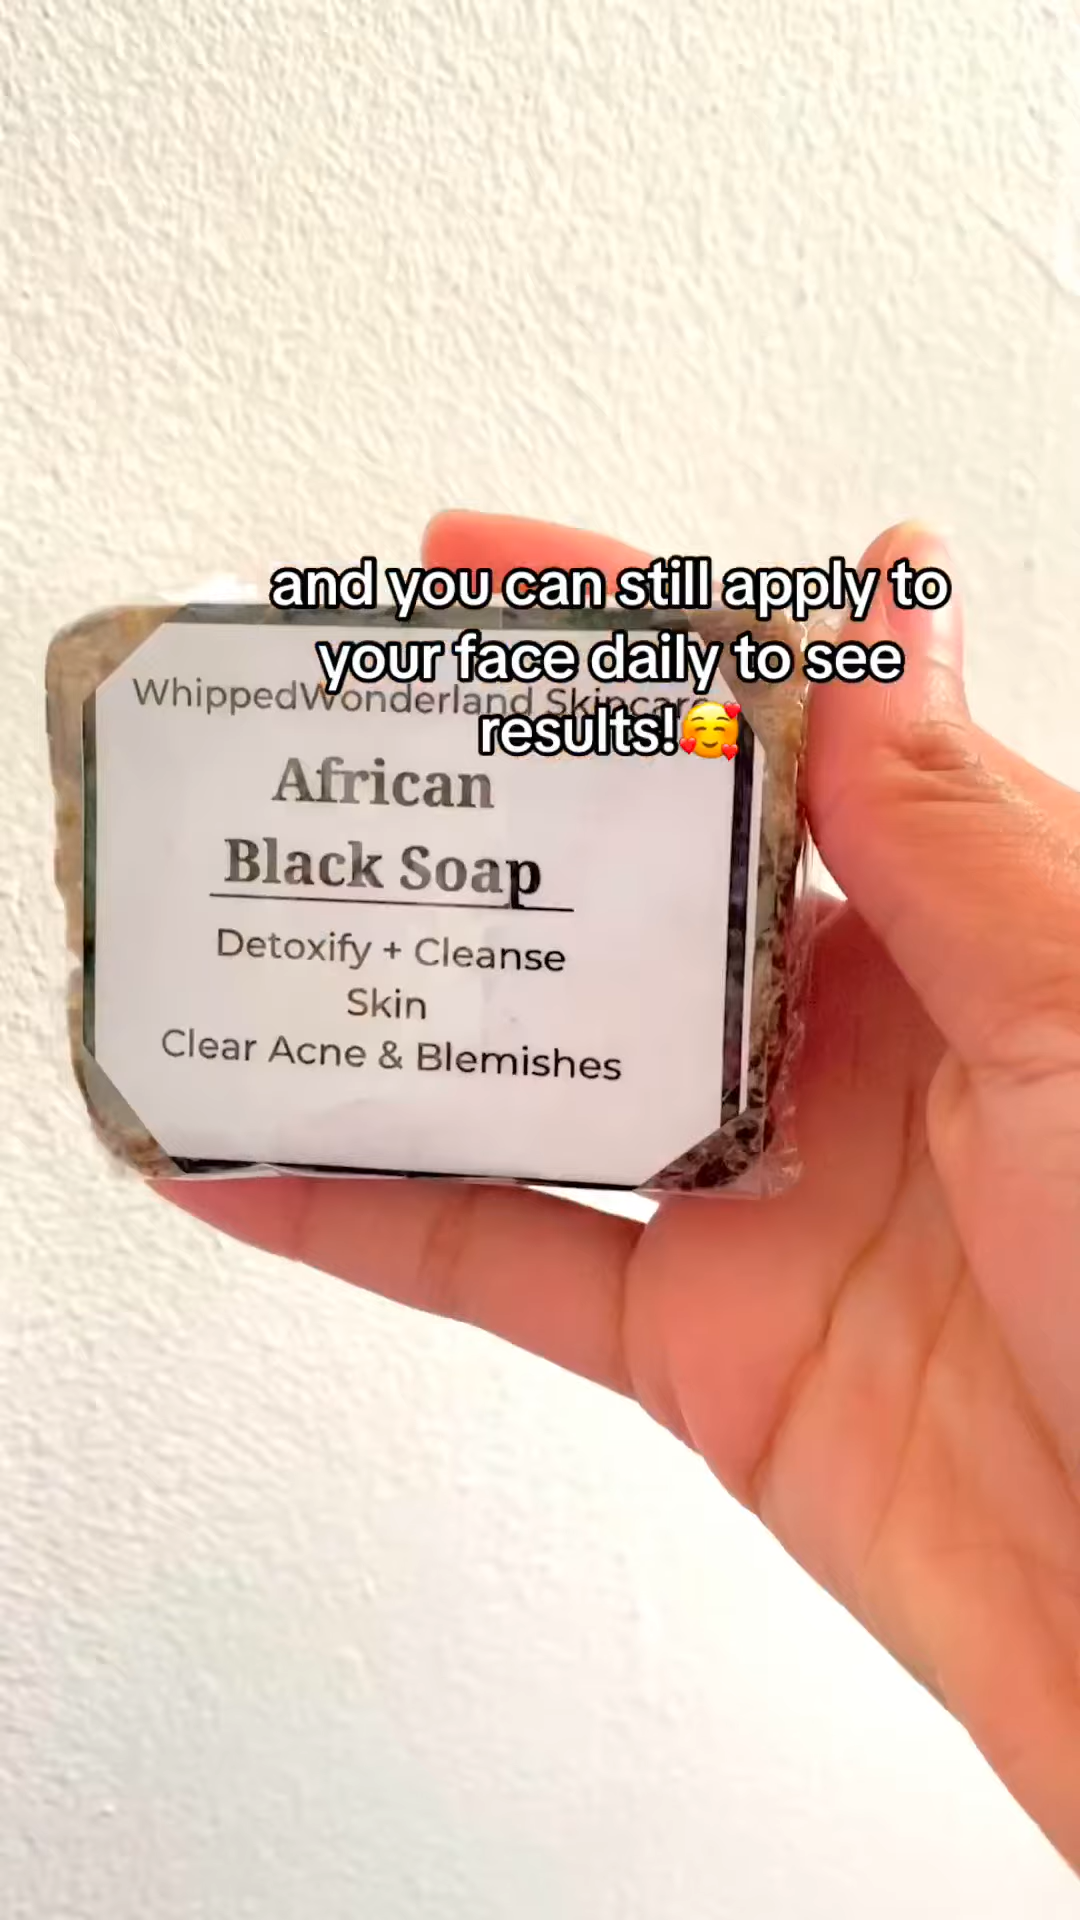 and you can still apply to
your face daily to see
results!🥰
WhippedWonderland Skincare
African
Black Soap
Detoxify + Cleanse
Skin
Clear Acne & Blemishes